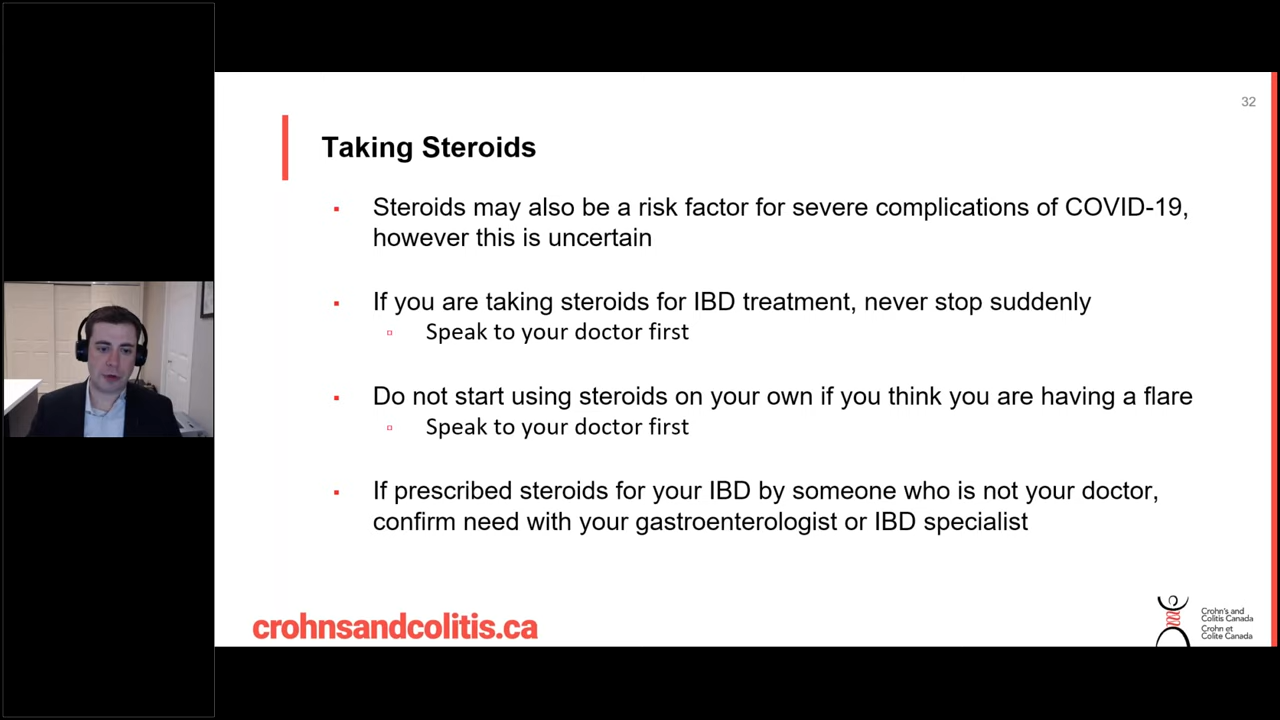 32
Taking Steroids
▪ Steroids may also be a risk factor for severe complications of COVID-19,
however this is uncertain
▪ If you are taking steroids for IBD treatment, never stop suddenly
▫ Speak to your doctor first
▪ Do not start using steroids on your own if you think you are having a flare
▫ Speak to your doctor first
▪ If prescribed steroids for your IBD by someone who is not your doctor,
confirm need with your gastroenterologist or IBD specialist
crohnsandcolitis.ca
Crohn's and
Colitis Canada
Crohn et
Colite Canada